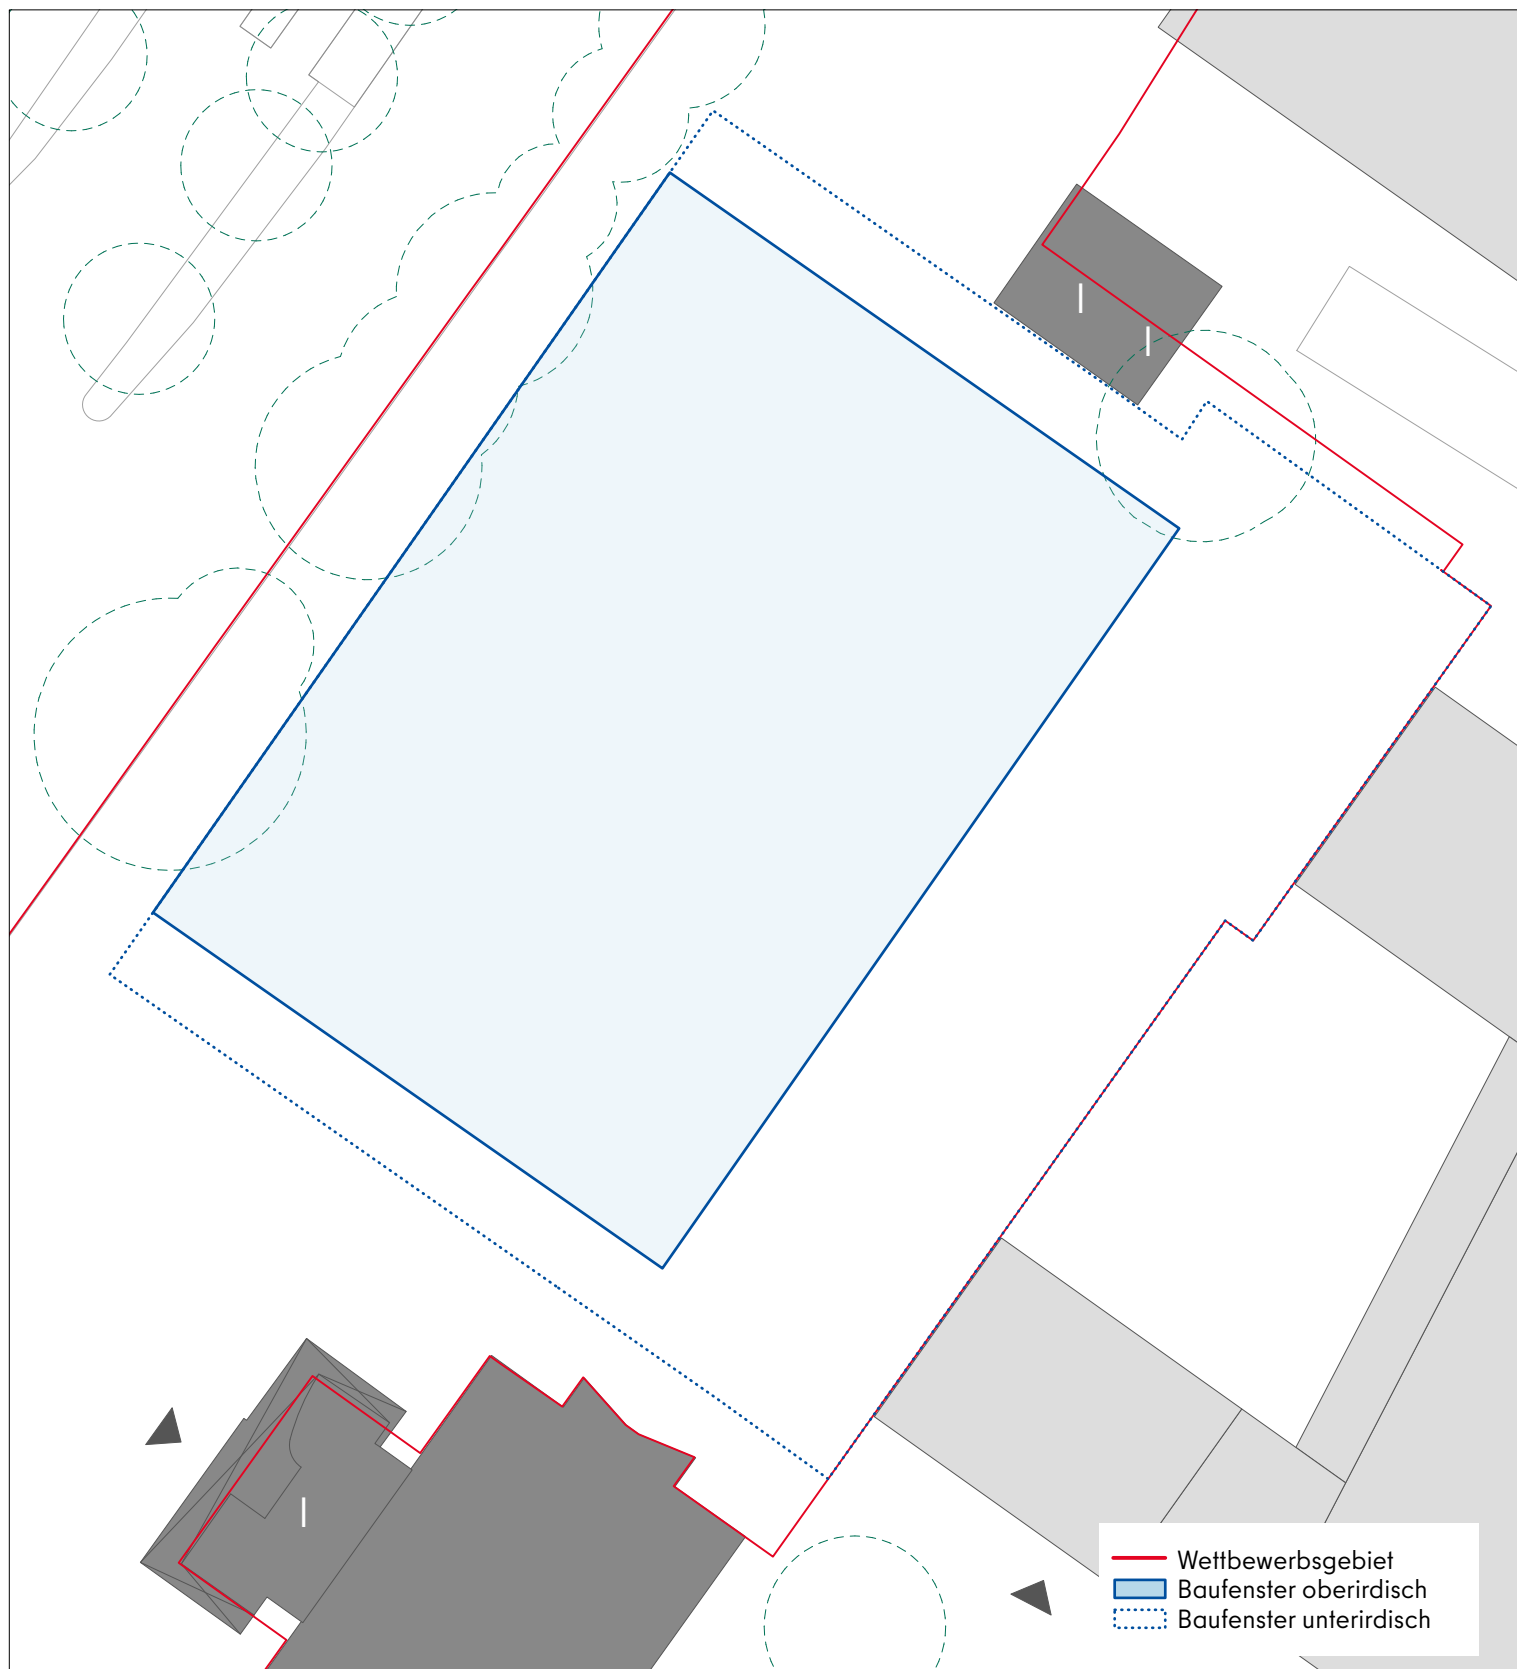 I
I
I
Wettbewerbsgebiet
Baufenster oberirdisch
Baufenster unterirdisch